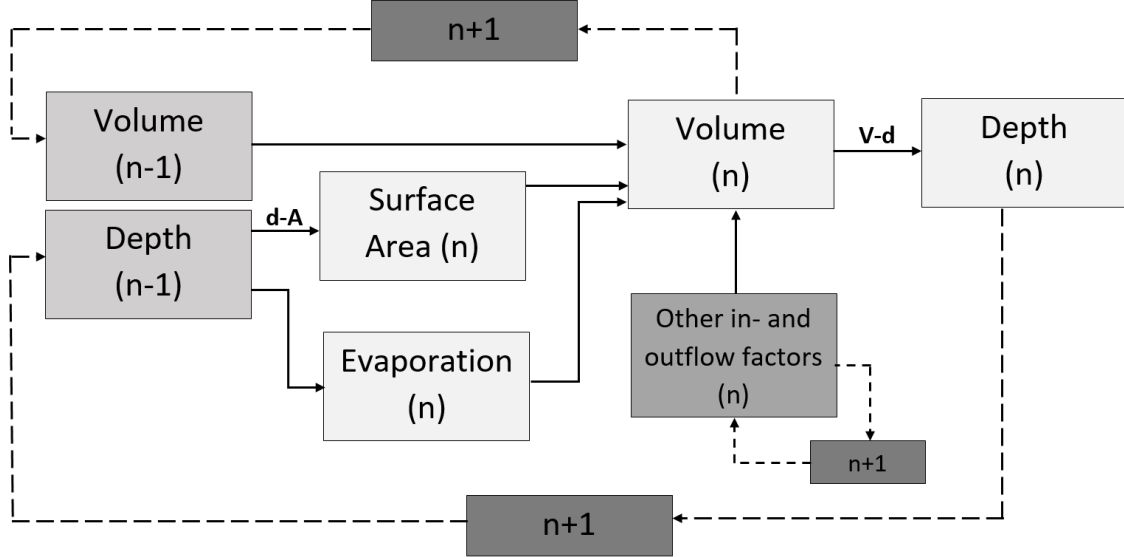 n+1
Volume
(n-1)
Volume
(n)
V-d
Depth
(n)
d-A
Surface
Area (n)
Depth
(n-1)
Evaporation
(n)
Other in- and
outflow factors
(n)
n+1
n+1